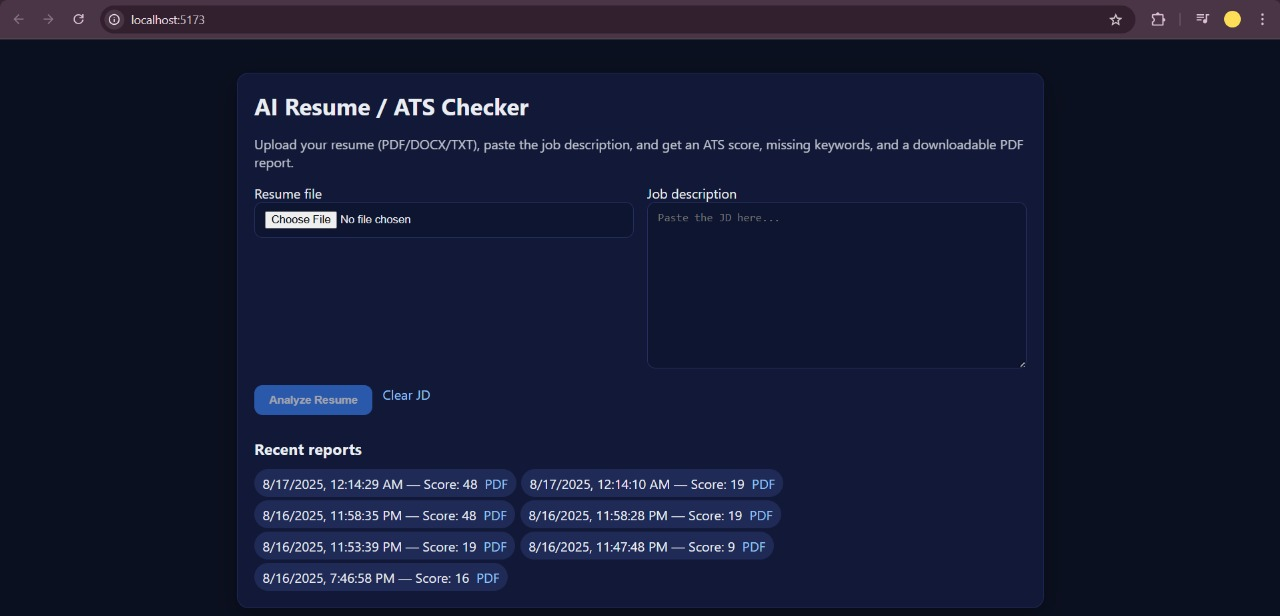 localhost:5173
AI Resume / ATS Checker
Upload your resume (PDF/DOCX/TXT), paste the job description, and get an ATS score, missing keywords, and a downloadable PDF
report.
Resume file
Choose File No file chosen
Job description
Paste the JD here...
Analyze Resume Clear JD
Recent reports
8/17/2025, 12:14:29 AM — Score: 48 PDF 8/17/2025, 12:14:10 AM — Score: 19 PDF
8/16/2025, 11:58:35 PM — Score: 48 PDF 8/16/2025, 11:58:28 PM — Score: 19 PDF
8/16/2025, 11:53:39 PM — Score: 19 PDF 8/16/2025, 11:47:48 PM — Score: 9 PDF
8/16/2025, 7:46:58 PM — Score: 16 PDF